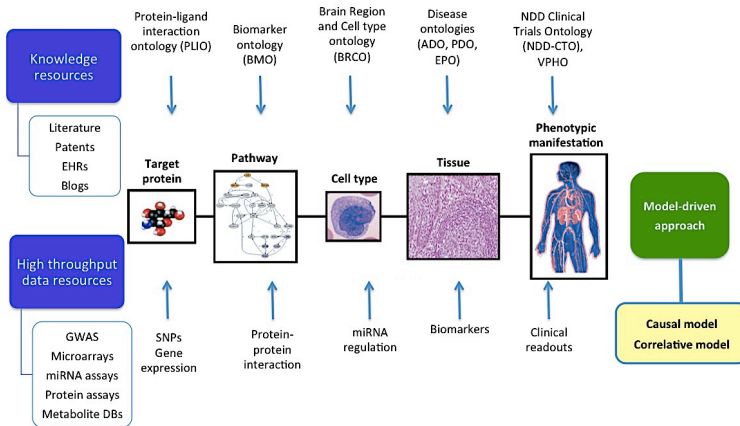 Knowledge
resources
Literature
Patents
EHRs
Blogs
High throughput
data resources
GWAS
Microarrays
miRNA assays
Protein assays
Metabolite DBs
Protein-ligand
interaction
ontology (PLIO)
Biomarker
ontology
(BMO)
Brain Region
and Cell type
ontology
(BRCO)
Disease
ontologies
(ADO, PDO,
EPO)
NDD Clinical
Trials Ontology
(NDD-CTO),
VPHO
Target
protein
Pathway
Cell type
Tissue
Phenotypic
manifestation
SNPs
Gene
expression
Protein-
protein
interaction
miRNA
regulation
Biomarkers
Clinical
readouts
Model-driven
approach
Causal model
Correlative model